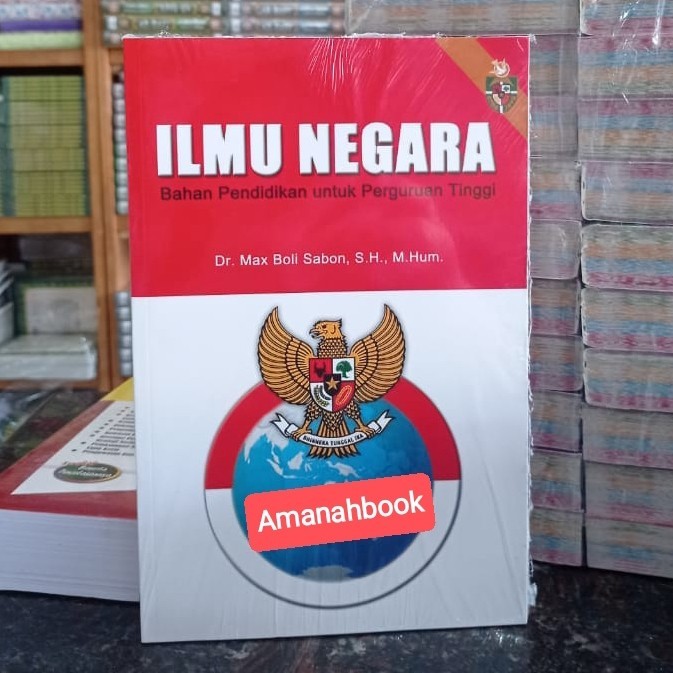 ILMU NEGARA
Bahan Pendidikan untuk Perguruan Tinggi
Dr. Max Boli Sabon, S.H., M.Hum.
BHINNEKA TUNGGAL IKA
Amanahbook